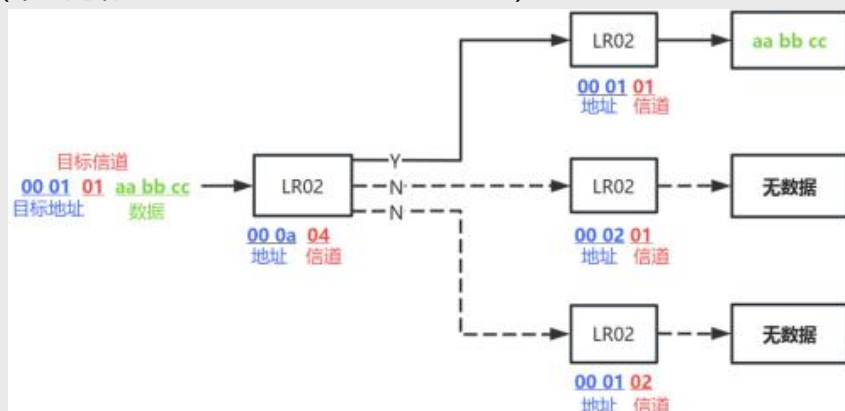 LR02
aa bb cc
00 01 01
地址 信道
目标信道
00 01 01 aa bb cc
目标地址 数据
LR02
00 0a 04
地址 信道
Y
N
N
LR02
无数据
00 02 01
地址 信道
LR02
无数据
00 01 02
地址 信道